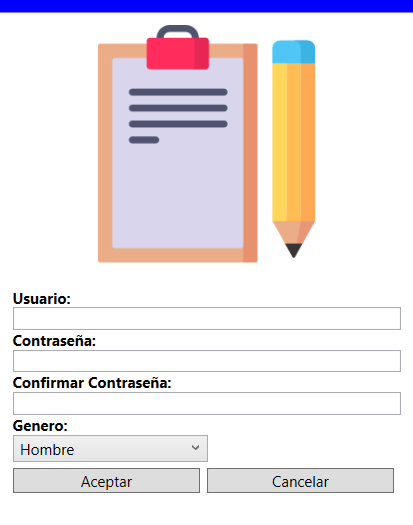 Usuario:
Contraseña:
Confirmar Contraseña:
Genero:
Hombre
Aceptar Cancelar